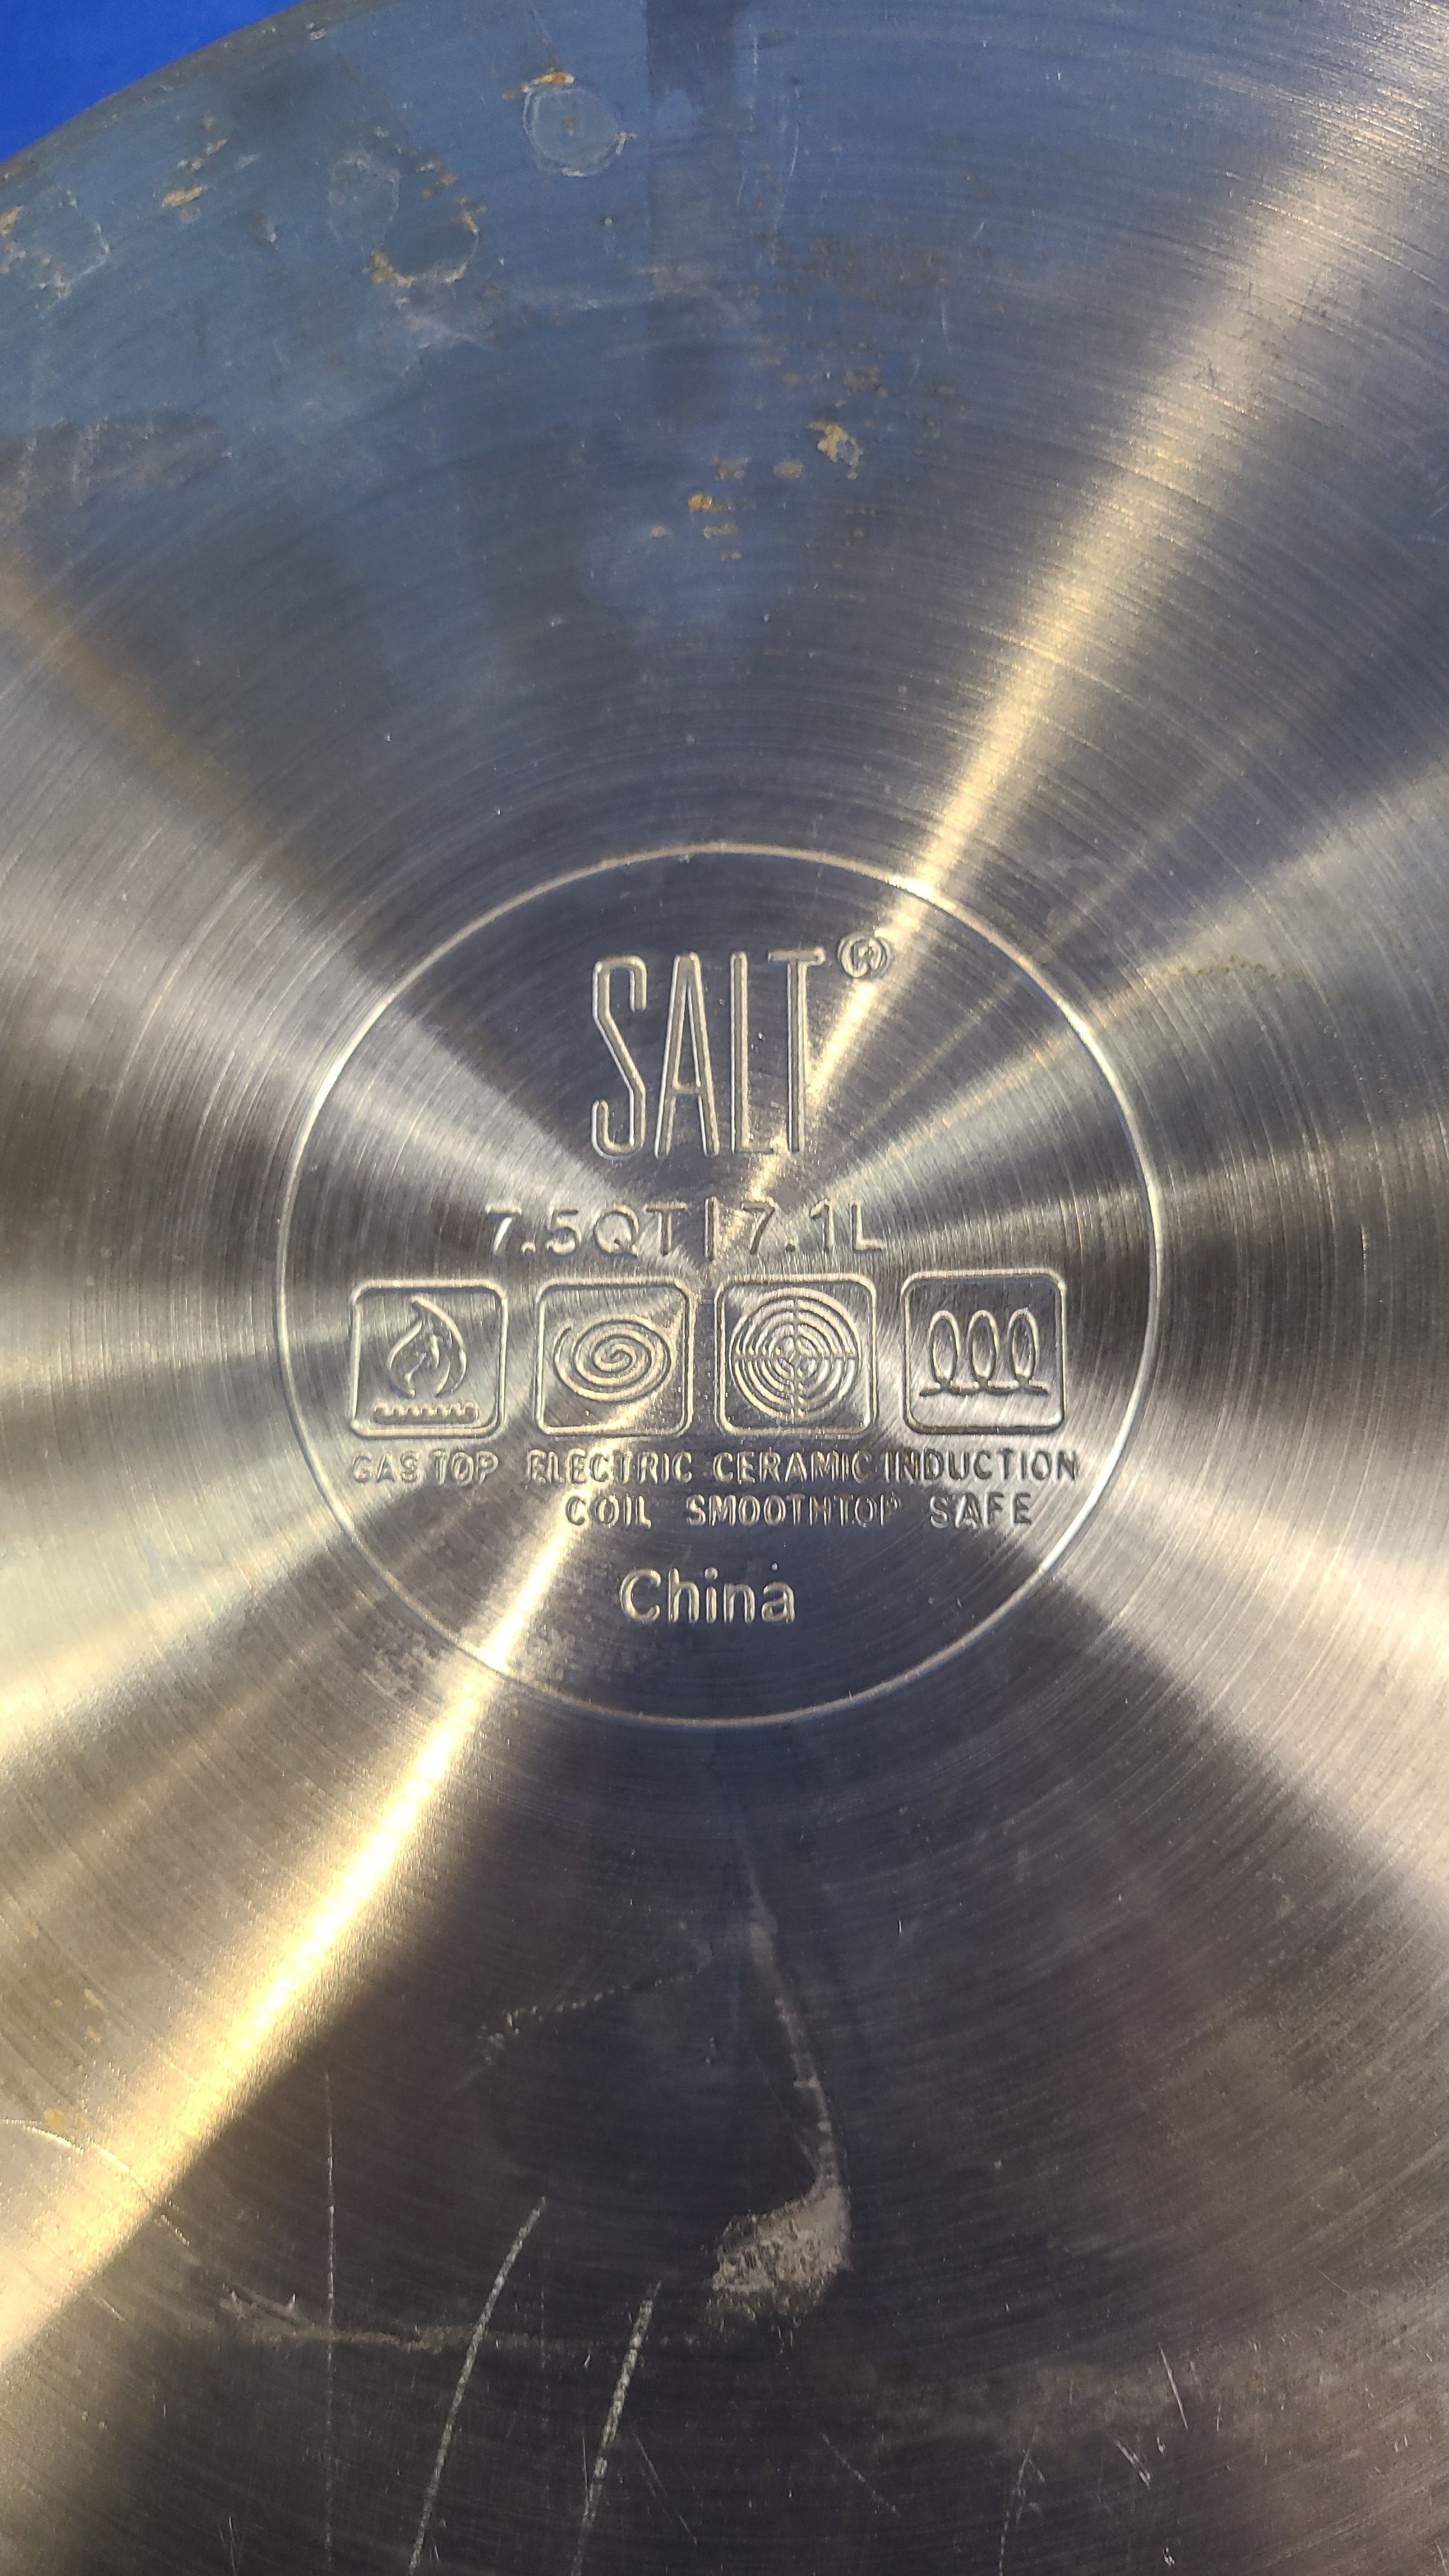 SALT®
7.5QT|7.1L
GAS TOP ELECTRIC COIL CERAMIC SMOOTHTOP INDUCTION SAFE
China